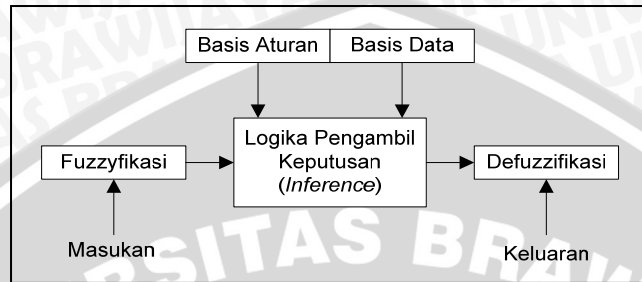 Basis Aturan
Basis Data
Logika Pengambil
Keputusan
(Inference)
Fuzzyfikasi
Defuzzifikasi
Masukan
Keluaran